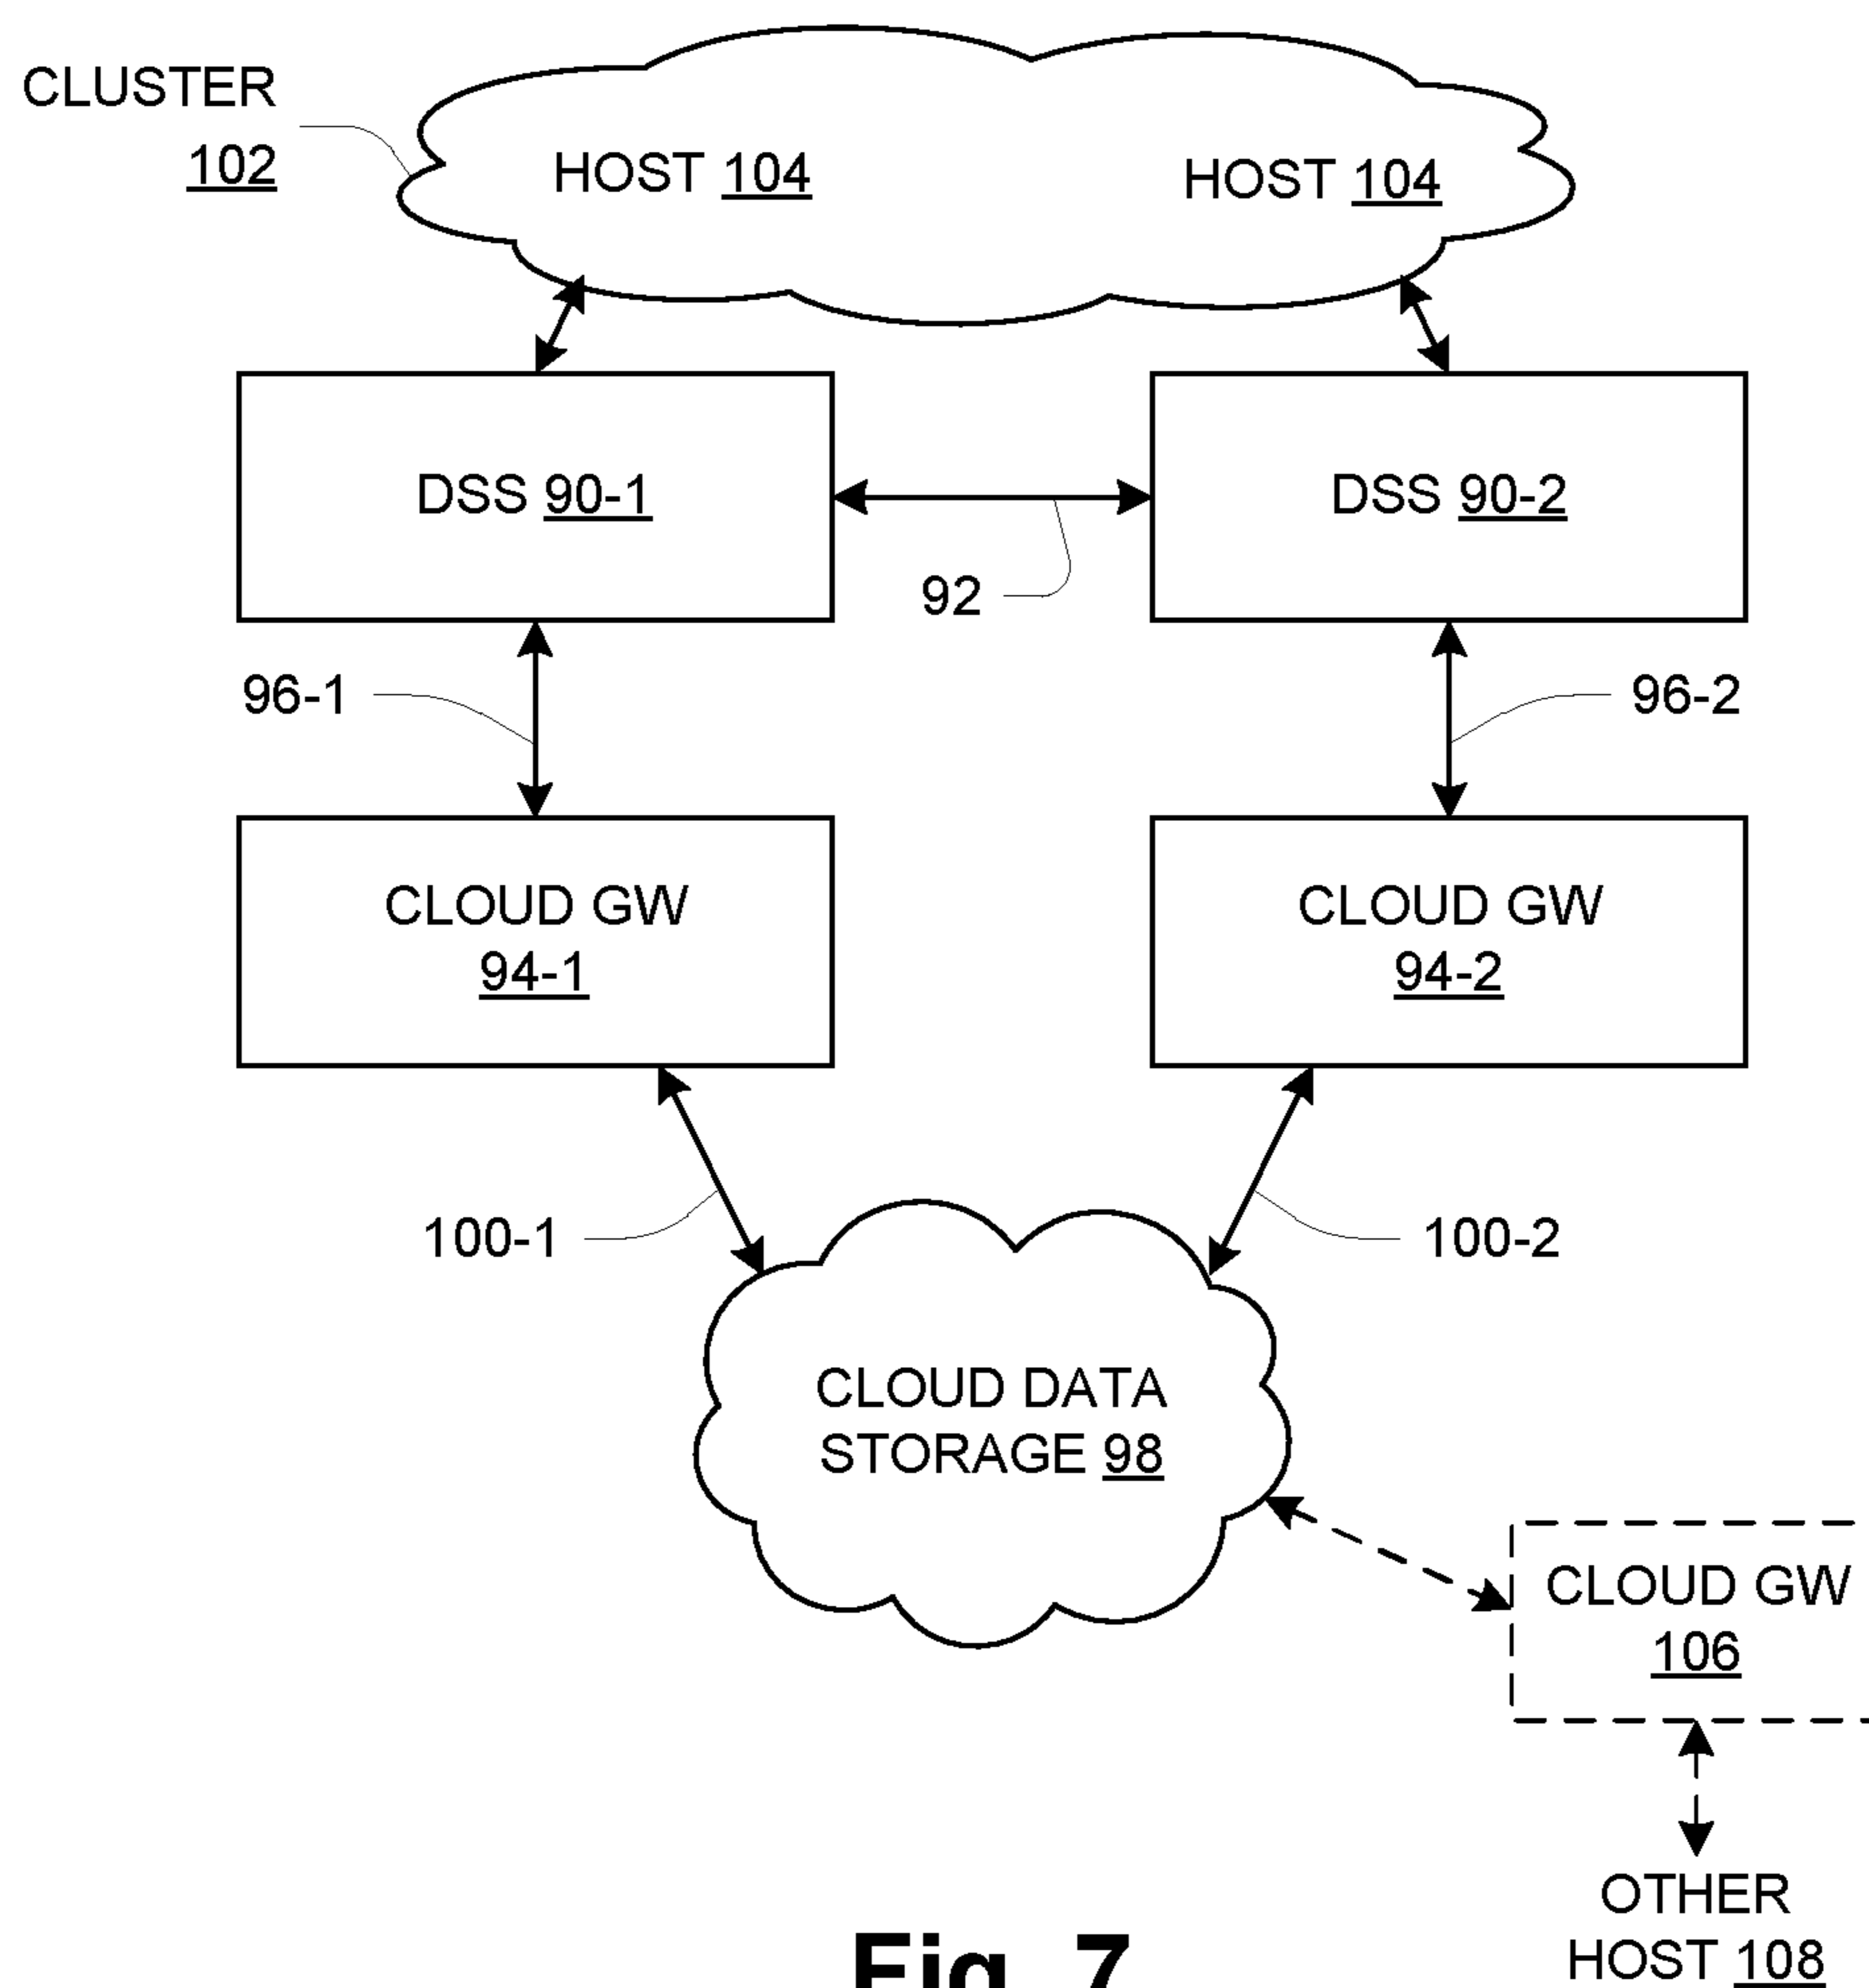 CLUSTER
102
HOST 104
HOST 104
DSS 90-1
DSS 90-2
92
96-1
96-2
CLOUD GW
94-1
CLOUD GW
94-2
100-1
100-2
CLOUD DATA
STORAGE 98
CLOUD GW
106
OTHER
HOST 108
Fig. 7